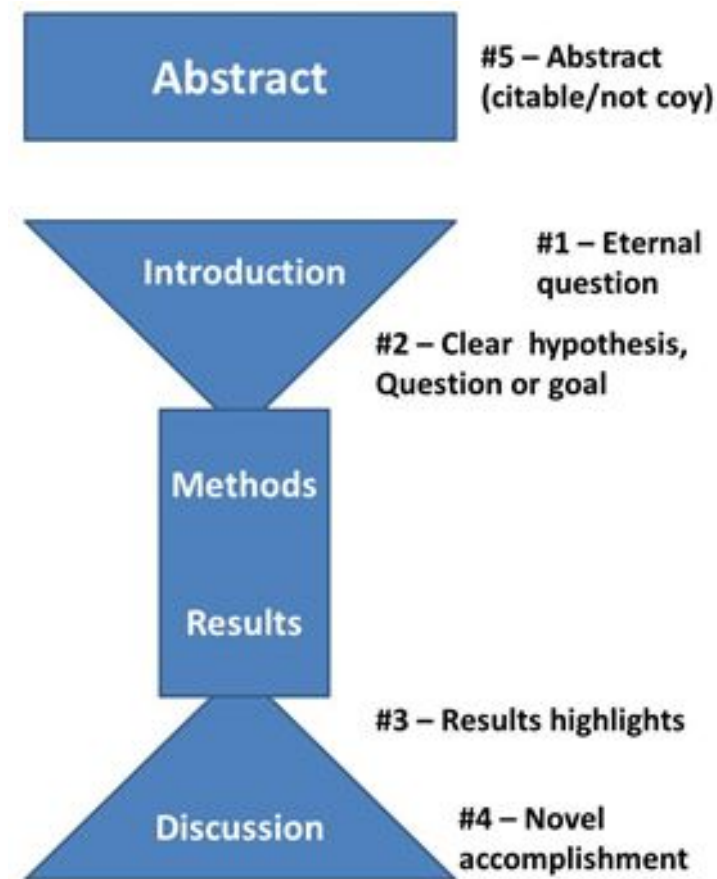 Abstract
#5 – Abstract
(citable/not coy)
Introduction
#1 – Eternal
question
#2 – Clear  hypothesis,
Question or goal
Methods
Results
#3 – Results highlights
Discussion
#4 – Novel
accomplishment